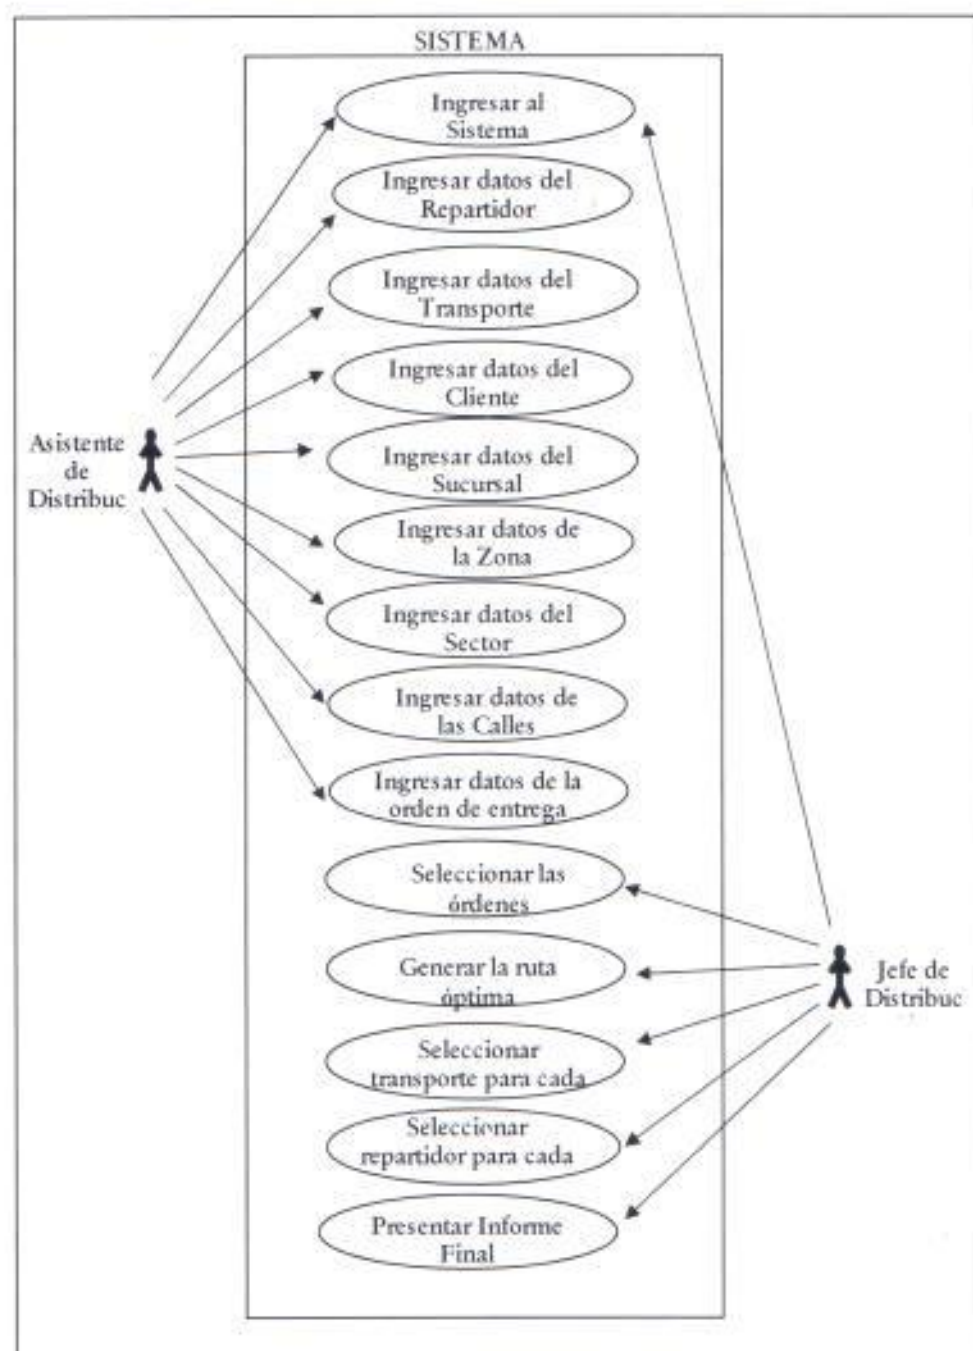 SISTEMA
Ingresar al
Sistema
Ingresar datos del
Repartidor
Ingresar datos del
Transporte
Ingresar datos del
Cliente
Asistente
de
Distribuc
Ingresar datos del
Sucursal
Ingresar datos de
la Zona
Ingresar datos del
Sector
Ingresar datos de
las Calles
Ingresar datos de la
orden de entrega
Seleccionar las
órdenes
Generar la ruta
óptima
Jefe de
Distribuc
Seleccionar
transporte para cada
Seleccionar
repartidor para cada
Presentar Informe
Final